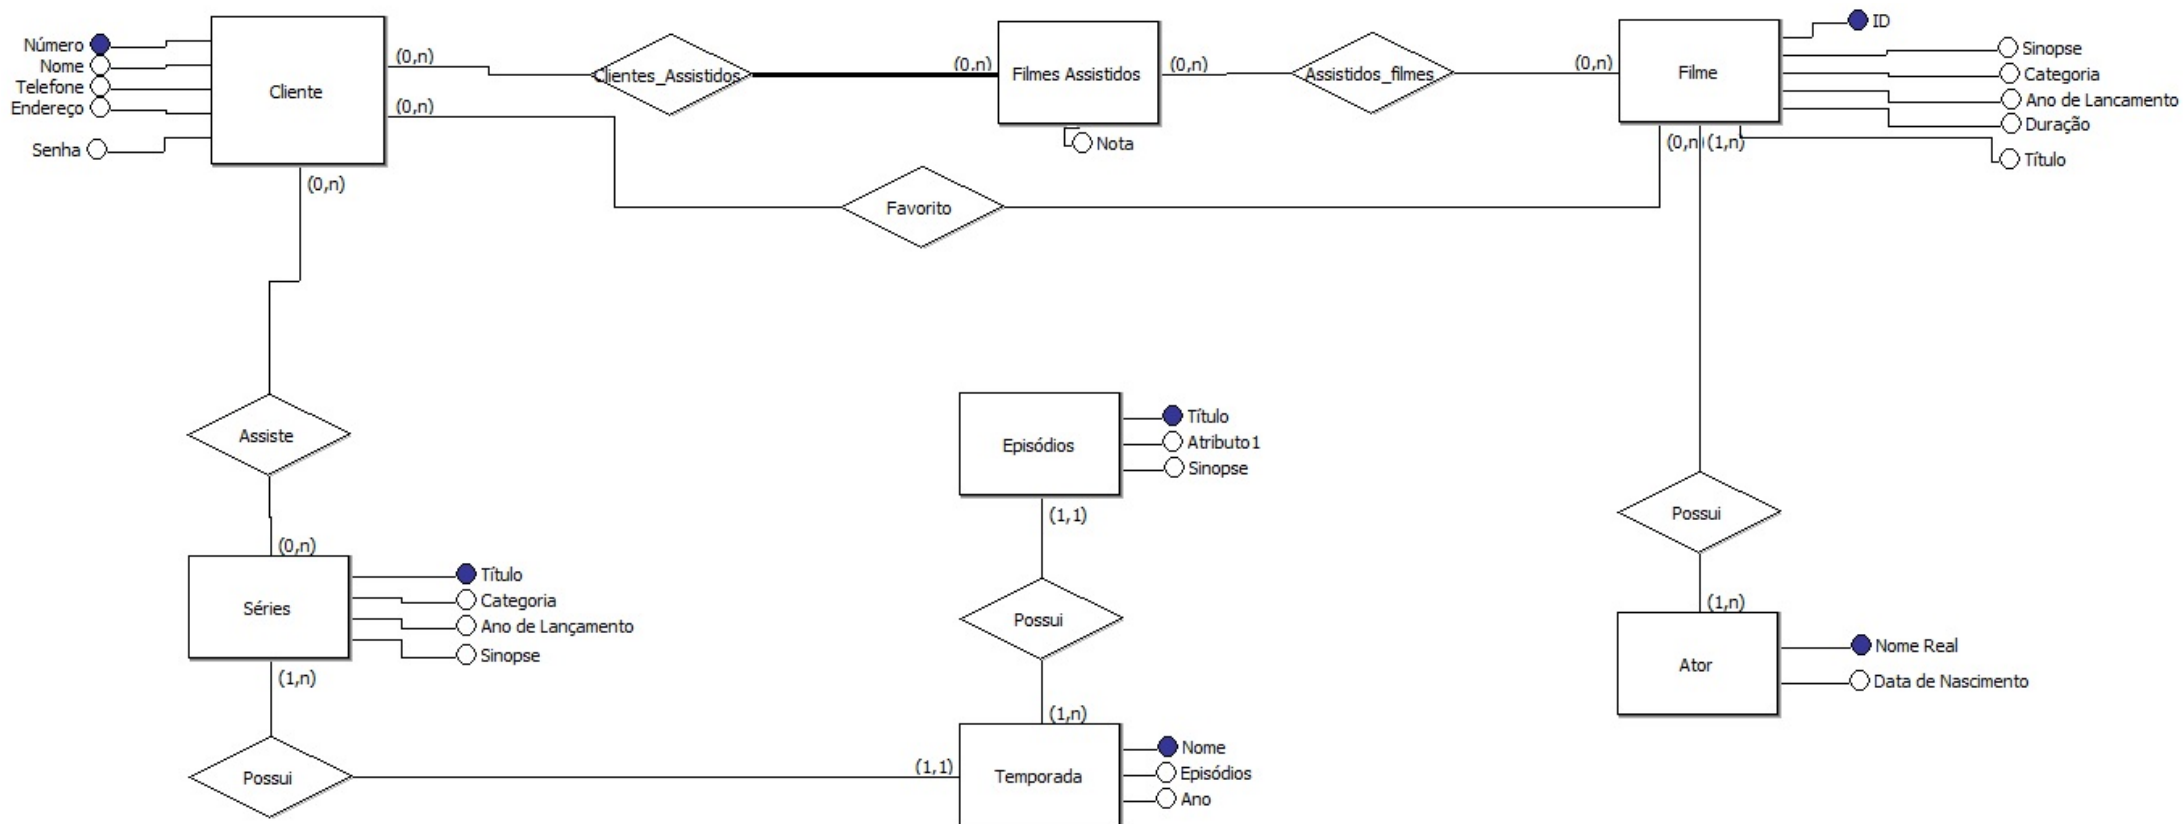 Número
Nome
Telefone
Endereço
Senha
Cliente
(0,n)
(0,n)
(0,n)
Clientes_Assistidos
(0,n)
Filmes Assistidos
Nota
(0,n)
Assistidos_filmes
(0,n)
Filme
ID
Sinopse
Categoria
Ano de Lancamento
Duração
Título
(0,n)
(1,n)
Favorito
Assiste
(0,n)
Séries
Título
Categoria
Ano de Lançamento
Sinopse
(1,n)
Possui
(1,1)
Episódios
Título
Atributo1
Sinopse
(1,1)
Possui
(1,n)
Temporada
Nome
Episódios
Ano
Possui
(1,n)
Ator
Nome Real
Data de Nascimento